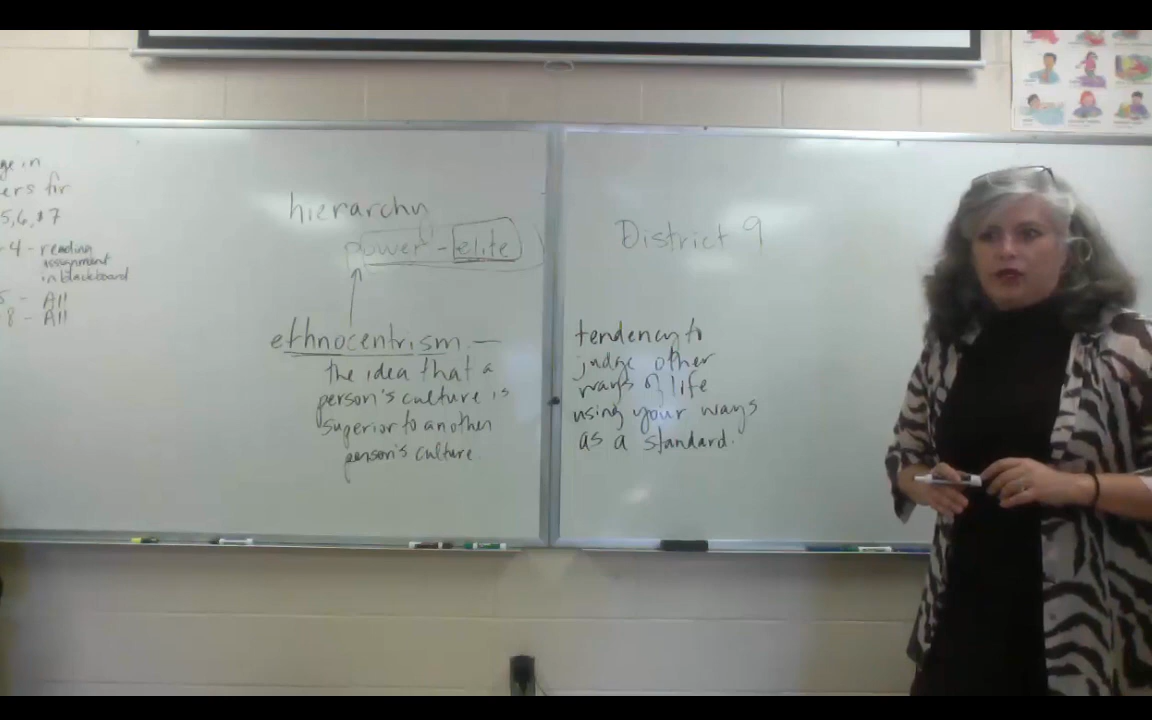 ge in
ers for
5,6,17
4 - reading
assignment
in blackboard
5 - All
8 - All
hierarchy
power - elite
ethnocentrism -
the idea that a
person's culture is
superior to another
person's culture.
District 9
tendency to
judge other
ways of life
using your ways
as a standard.